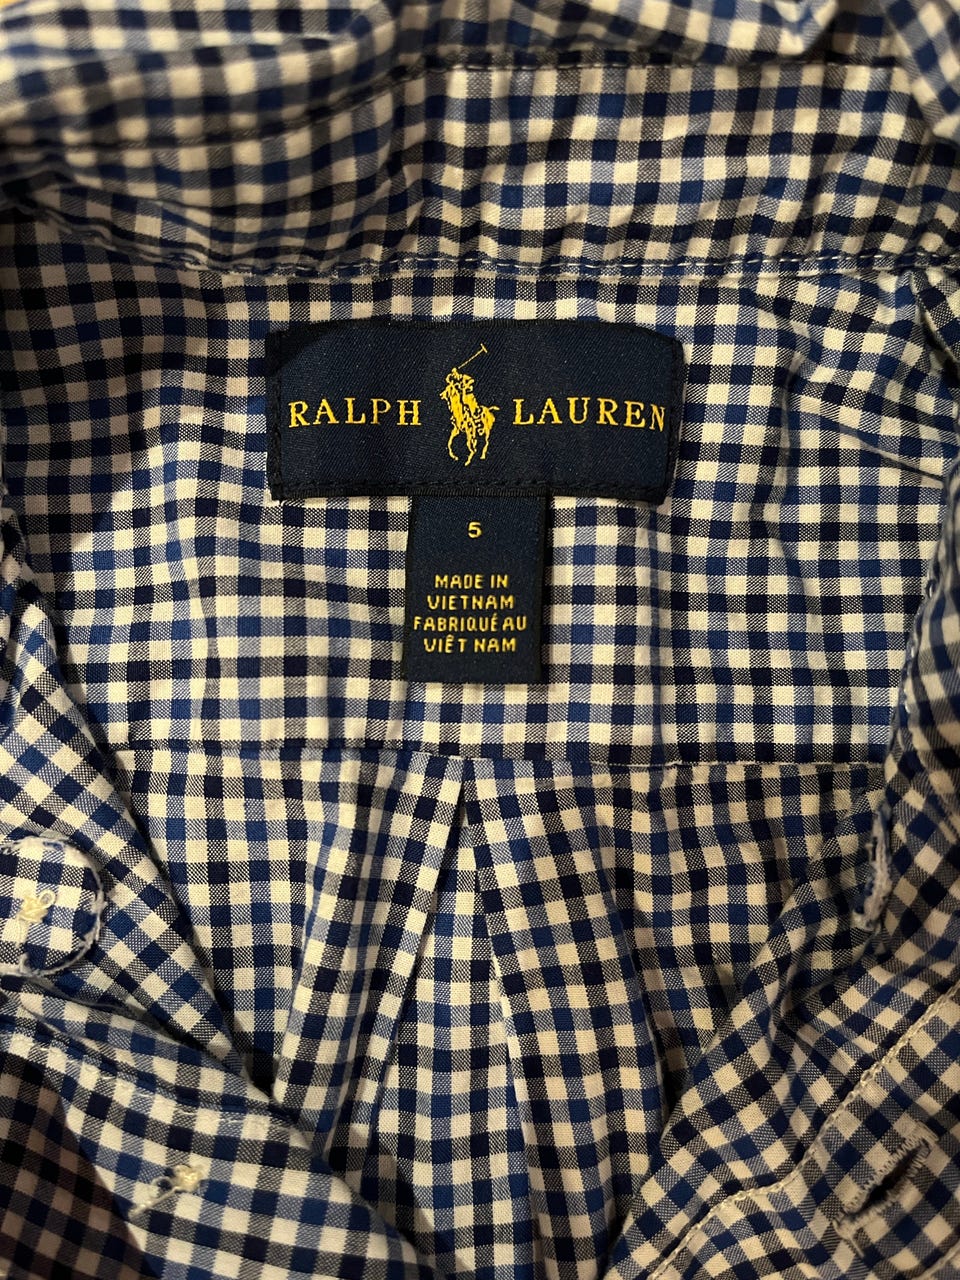 RALPH LAUREN
5
MADE IN
VIETNAM
FABRIQUÉ AU
VIÊT NAM